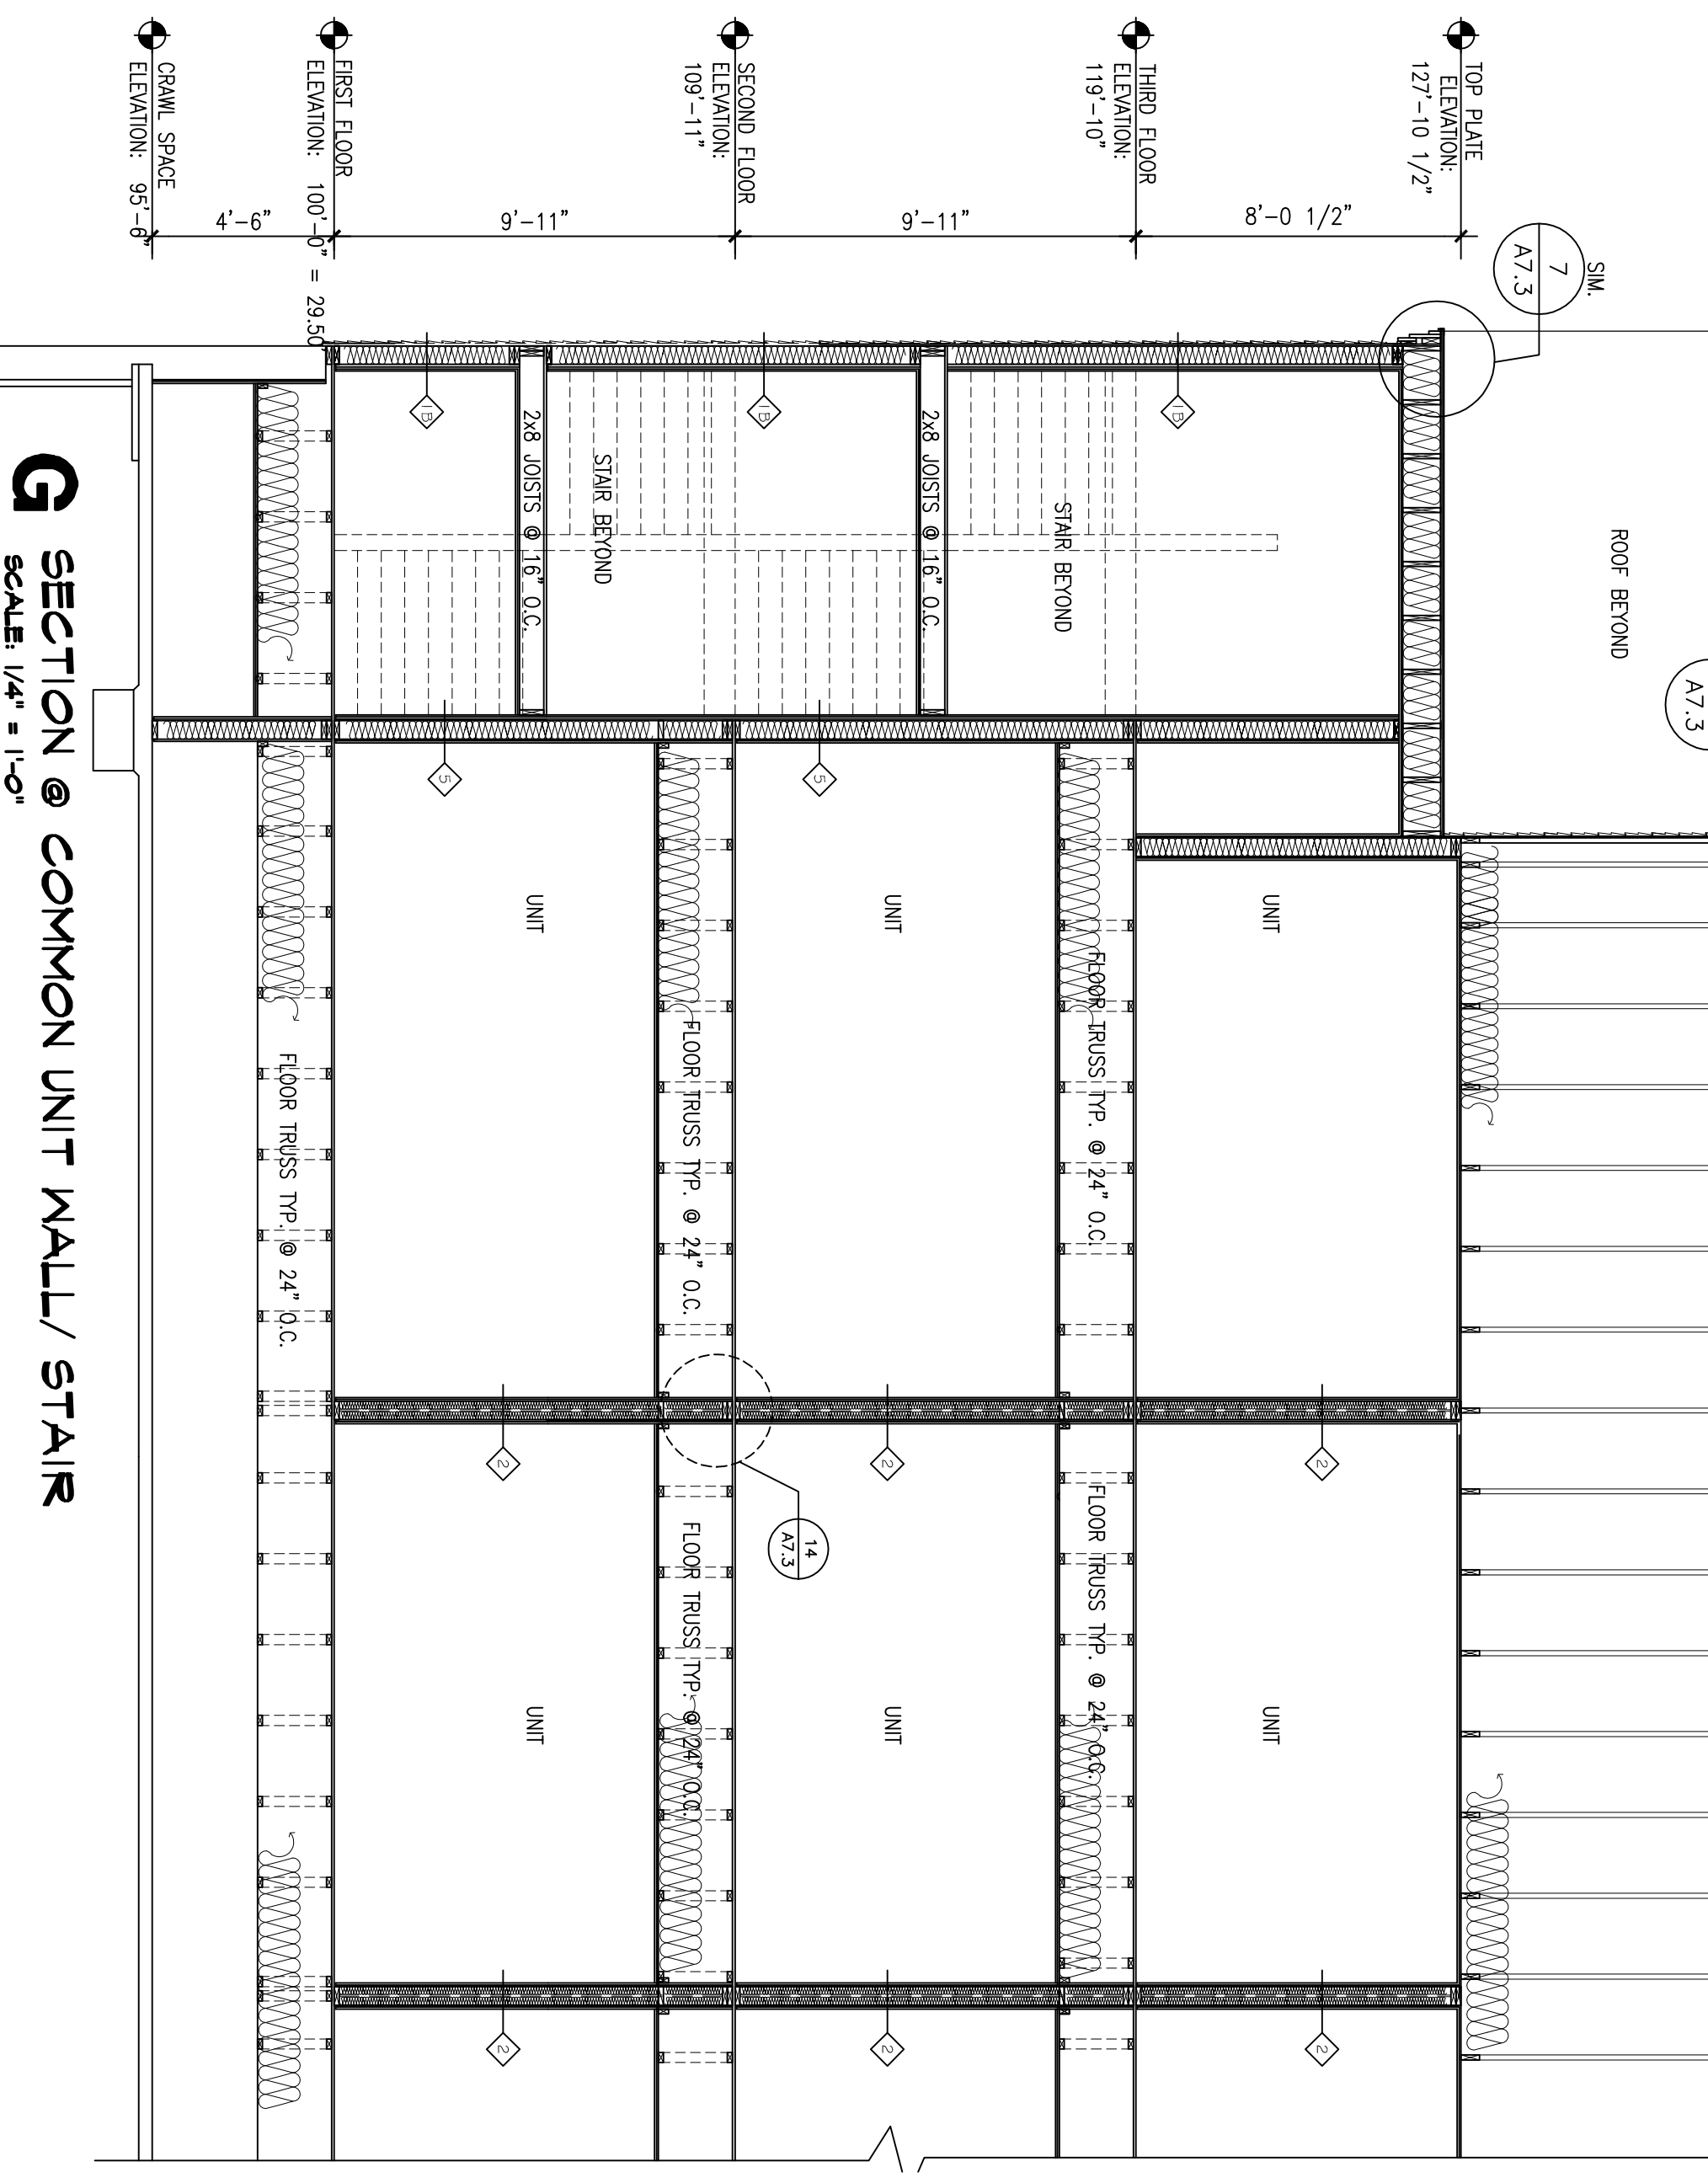 SIM.
7
A7.3
A7.3
ROOF BEYOND
TOP PLATE
ELEVATION:
127'-10 1/2"
8'-0 1/2"
THIRD FLOOR
ELEVATION:
119'-10"
9'-11"
SECOND FLOOR
ELEVATION:
109'-11"
9'-11"
FIRST FLOOR
ELEVATION: 100'-0" = 29.50
4'-6"
CRAWL SPACE
ELEVATION: 95'-6"
1B
STAIR BEYOND
UNIT
UNIT
2
2
FLOOR TRUSS TYP. @ 24" O.C.
FLOOR TRUSS TYP. @ 24" O.C.
2x8 JOISTS @ 16" O.C.
1B
5
UNIT
UNIT
2
2
14
A7.3
STAIR BEYOND
FLOOR TRUSS TYP. @ 24" O.C.
FLOOR TRUSS TYP. @ 24" O.C.
2x8 JOISTS @ 16" O.C.
UNIT
UNIT
1B
5
2
2
FLOOR TRUSS TYP. @ 24" O.C.
G SECTION @ COMMON UNIT WALL/ STAIR
SCALE: 1/4" = 1'-0"